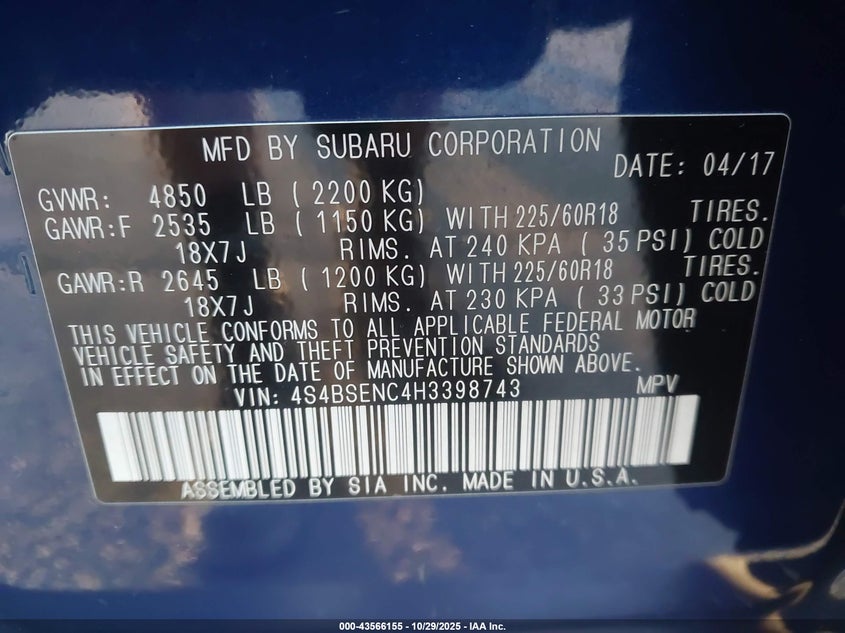 MFD BY SUBARU CORPORATION
DATE: 04/17
GVWR: 4850 LB ( 2200 KG)
GAWR:F 2535 LB ( 1150 KG) WITH 225/60R18 TIRES.
18X7J RIMS. AT 240 KPA ( 35 PSI) COLD
GAWR:R 2645 LB ( 1200 KG) WITH 225/60R18 TIRES.
18X7J RIMS. AT 230 KPA ( 33 PSI) COLD
THIS VEHICLE CONFORMS TO ALL APPLICABLE FEDERAL MOTOR
VEHICLE SAFETY AND THEFT PREVENTION STANDARDS
IN EFFECT ON THE DATE OF MANUFACTURE SHOWN ABOVE.
VIN: 4S4BSENC4H3398743 MPV
ASSEMBLED BY SIA INC. MADE IN U.S.A.
000-43566155 - 10/29/2025 - IAA Inc.